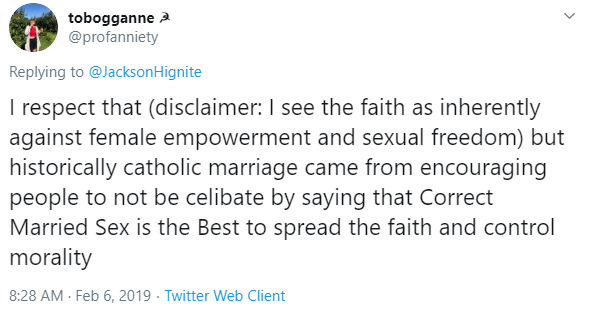 tobogganne ☭
@profanniety
Replying to @JacksonHignite
I respect that (disclaimer: I see the faith as inherently
against female empowerment and sexual freedom) but
historically catholic marriage came from encouraging
people to not be celibate by saying that Correct
Married Sex is the Best to spread the faith and control
morality
8:28 AM · Feb 6, 2019 · Twitter Web Client